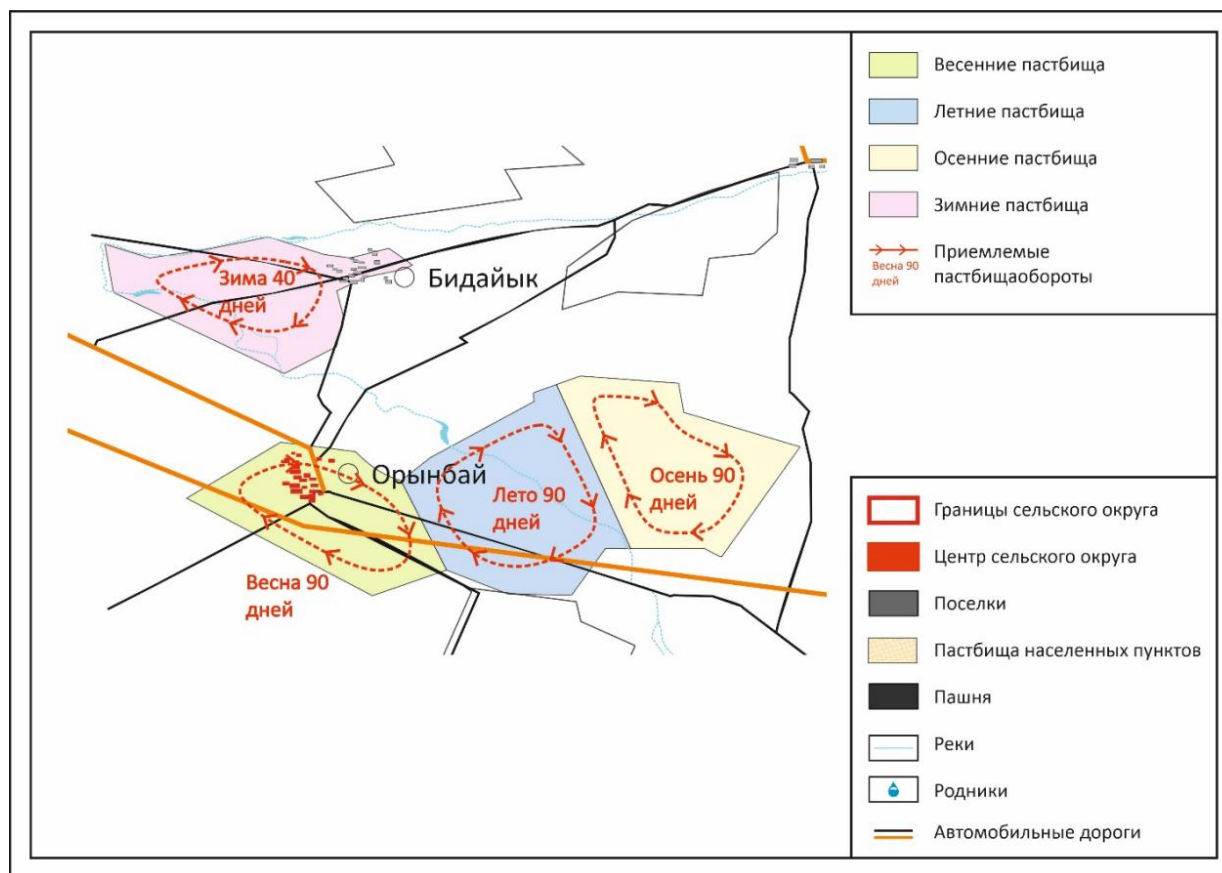 Зима 40
дней
Бидайык
Орынбай
Лето 90
дней
Осень 90
дней
Весна 90
дней
Весенние пастбища
Летние пастбища
Осенние пастбища
Зимние пастбища
Весна 90
дней
Приемлемые
пастбищаобороты
Границы сельского округа
Центр сельского округа
Поселки
Пастбища населенных пунктов
Пашня
Реки
Родники
Автомобильные дороги